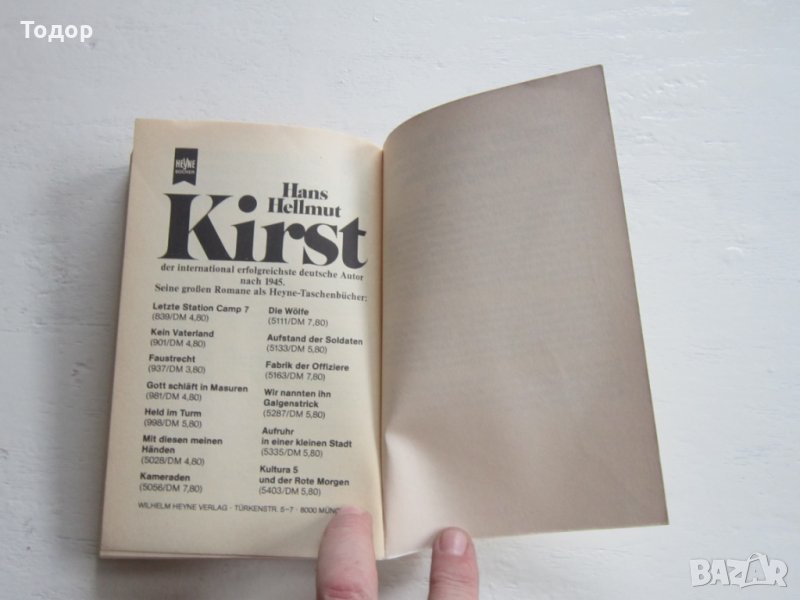 Тодор
HEYNE
BÜCHER
Hans
Hellmut
Kirst
der international erfolgreichste deutsche Autor
nach 1945.
Seine großen Romane als Heyne-Taschenbücher:
Letzte Station Camp 7
(839/DM 4,80)
Kein Vaterland
(901/DM 4,80)
Faustrecht
(937/DM 3,80)
Gott schläft in Masuren
(981/DM 4,80)
Held im Turm
(998/DM 5,80)
Mit diesen meinen
Händen
(5028/DM 4,80)
Kameraden
(5056/DM 7,80)
Die Wölfe
(5111/DM 7,80)
Aufstand der Soldaten
(5133/DM 5,80)
Fabrik der Offiziere
(5163/DM 7,80)
Wir nannten ihn
Galgenstrick
(5287/DM 5,80)
Aufruhr
in einer kleinen Stadt
(5335/DM 5,80)
Kultura 5
und der Rote Morgen
(5403/DM 5,80)
WILHELM HEYNE VERLAG · TÜRKENSTR. 5–7 · 8000 MÜN
BAZAR